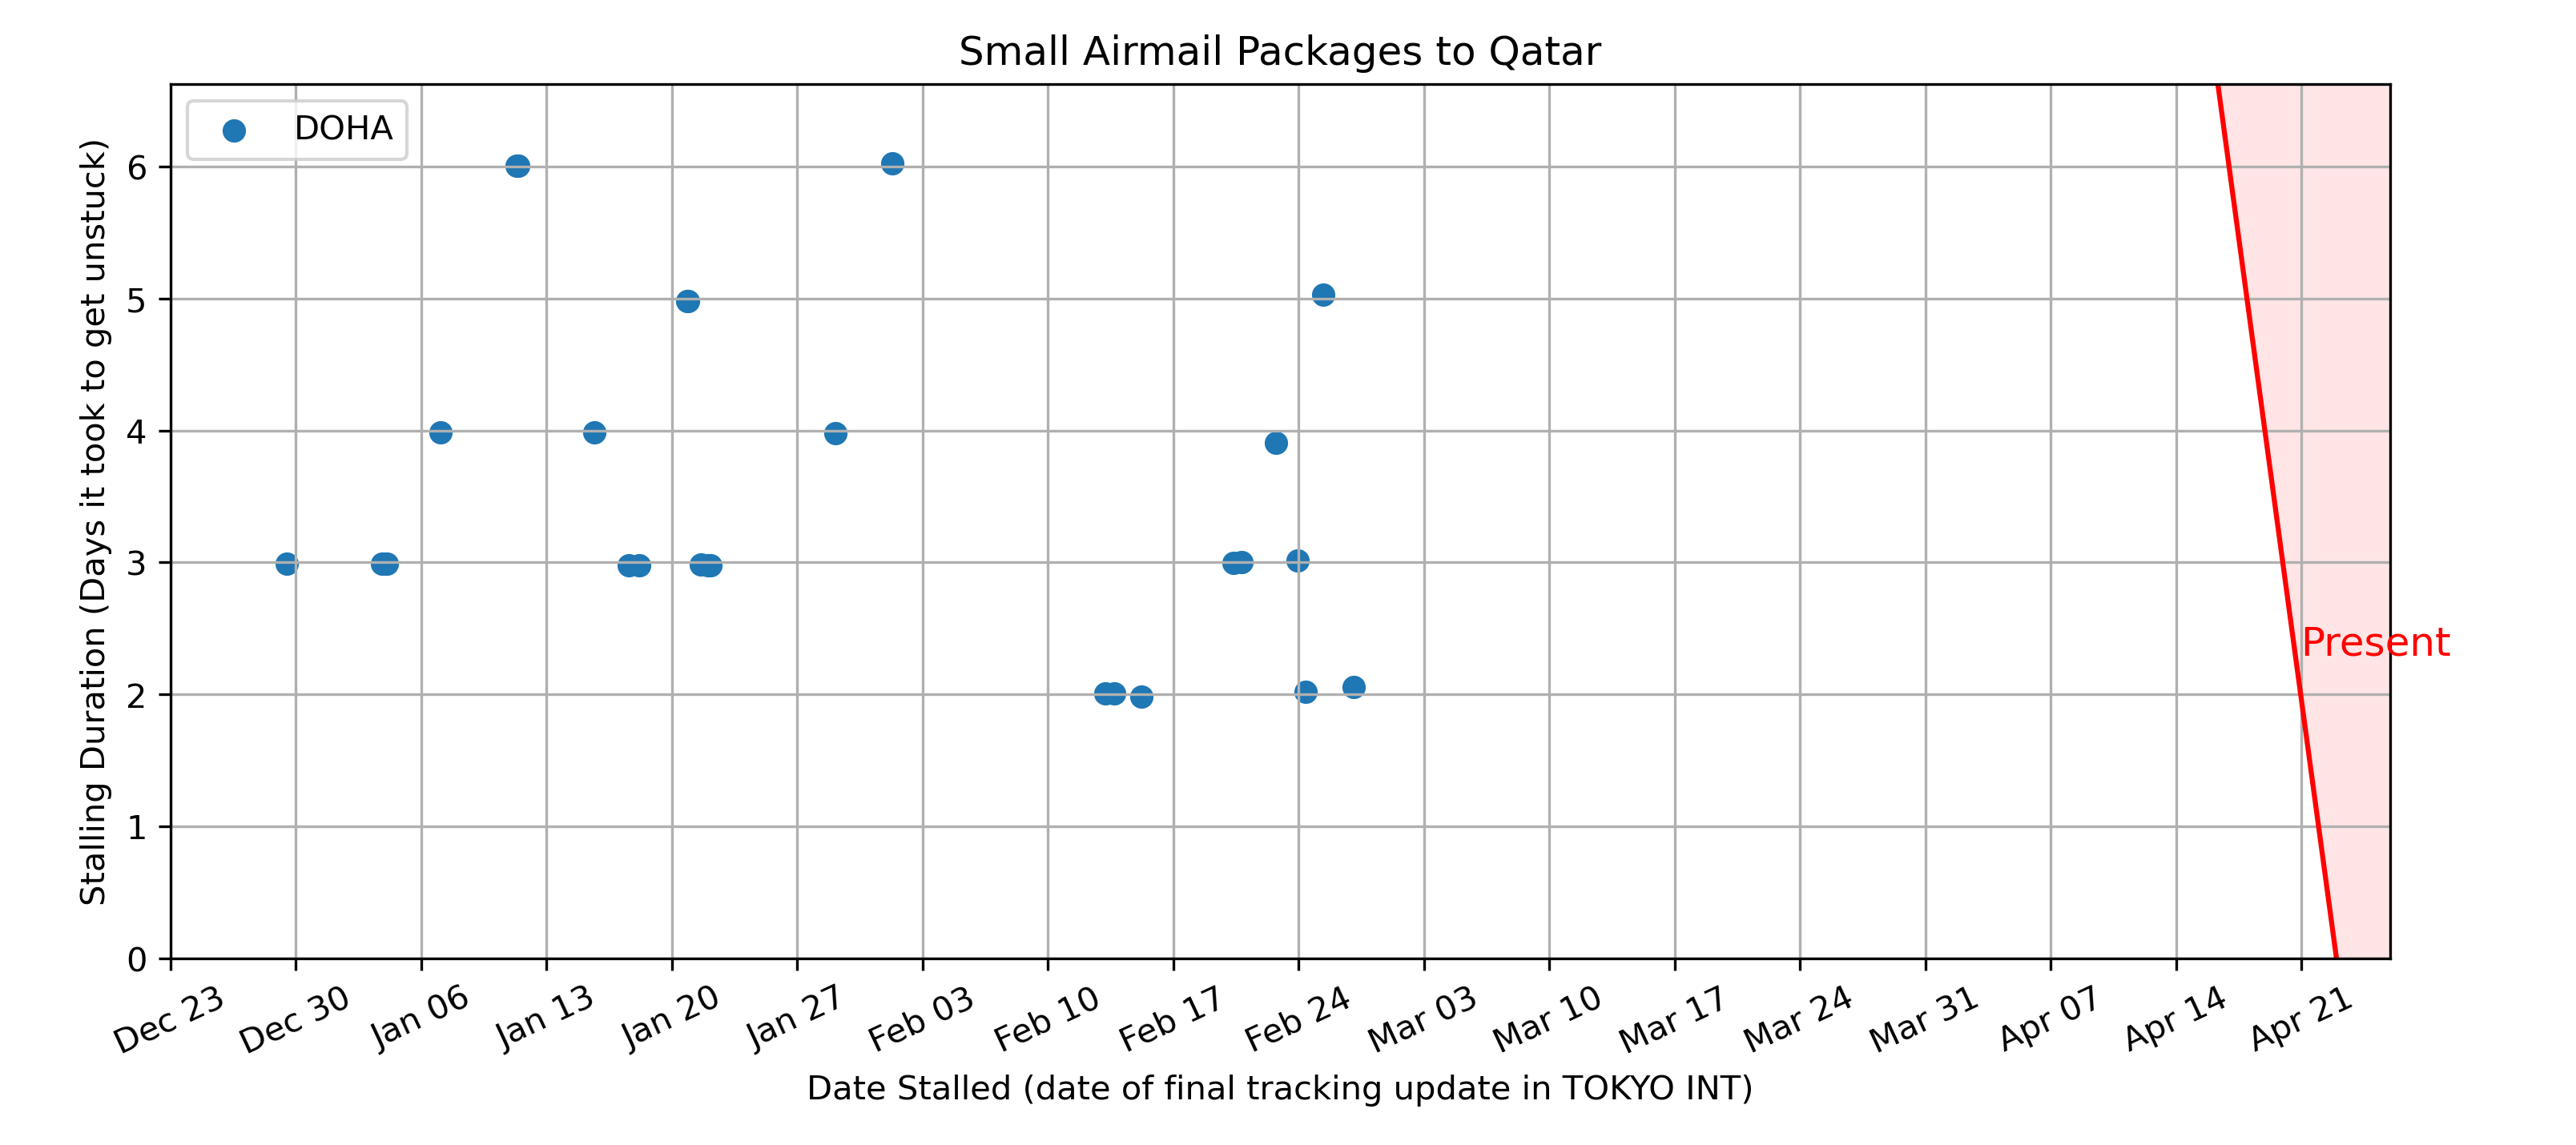 Small Airmail Packages to Qatar
DOHA
Stalling Duration (Days it took to get unstuck)
6
5
4
3
2
1
0
Present
Dec 23
Dec 30
Jan 06
Jan 13
Jan 20
Jan 27
Feb 03
Feb 10
Feb 17
Feb 24
Mar 03
Mar 10
Mar 17
Mar 24
Mar 31
Apr 07
Apr 14
Apr 21
Date Stalled (date of final tracking update in TOKYO INT)